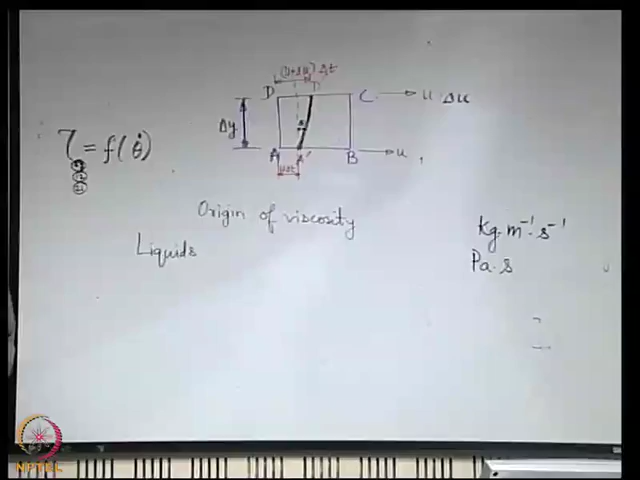 (u+Δu) Δt
D C u Δu
Δy
τ = f(θ̇)
A A' B u
uΔt
Origin of viscosity
Liquids
Kg. m⁻¹. s⁻¹
Pa. s
NPTEL